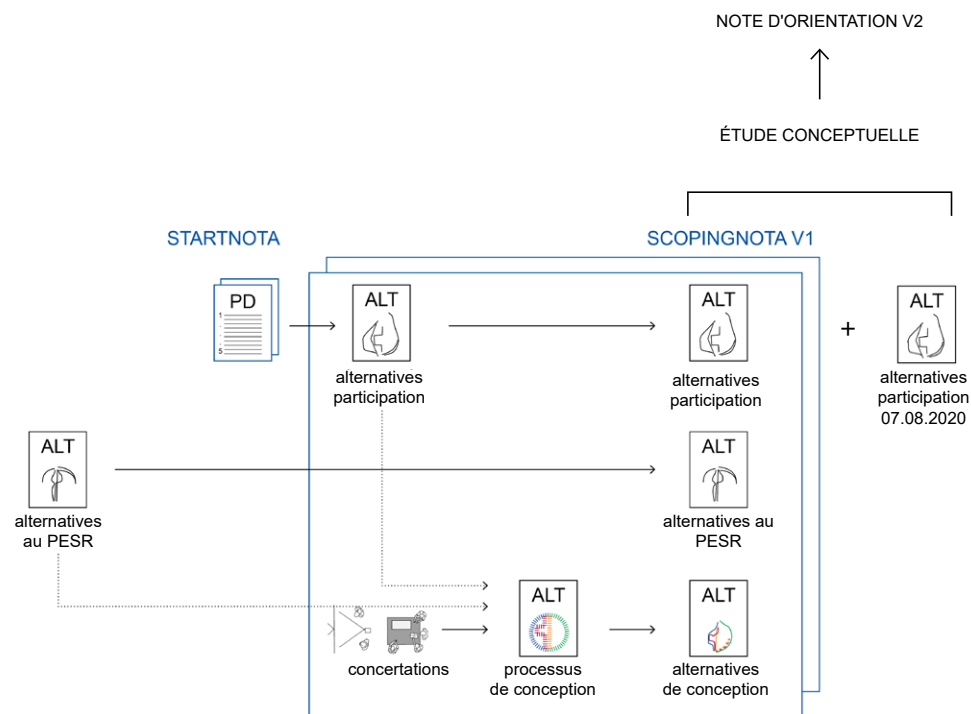 NOTE D'ORIENTATION V2
ÉTUDE CONCEPTUELLE
STARTNOTA
SCOPINGNOTA V1
PD
1
5
ALT
alternatives
participation
ALT
alternatives
participation
+
ALT
alternatives
participation
07.08.2020
ALT
alternatives
au PESR
ALT
alternatives au
PESR
concertations
ALT
processus
de conception
ALT
alternatives
de conception